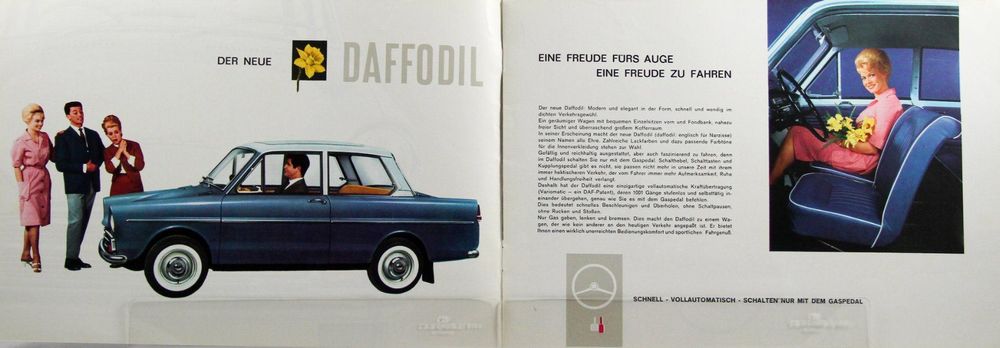 DER NEUE
DAFFODIL
EINE FREUDE FÜRS AUGE
EINE FREUDE ZU FAHREN
Der neue Daffodil: Modern und elegant in der Form, schnell und wendig im
dichten Verkehrsgewühl.
Ein geräumiger Wagen mit bequemen Einzelsitzen vorn und Fondbank, nahezu
freier Sicht und überraschend großem Kofferraum.
In seiner Erscheinung macht der neue Daffodil (daffodil: englisch für Narzisse)
seinem Namen alle Ehre. Zahlreiche Lackfarben und dazu passende Farbtöne
für die Innenverkleidung stehen zur Wahl.
Gefällig und reichhaltig ausgestattet, aber auch faszinierend zu fahren, denn
im Daffodil schalten Sie nur mit dem Gaspedal. Schalthebel, Schalttasten und
Kupplungspedal gibt es nicht, sie passen nicht mehr in unsere Zeit mit ihrem
immer hektischeren Verkehr, der vom Fahrer immer mehr Aufmerksamkeit, Ruhe
und Handlungsfreiheit verlangt.
Deshalb hat der Daffodil eine einzigartige vollautomatische Kraftübertragung
(Variomatic – ein DAF-Patent), deren 1001 Gänge stufenlos und selbsttätig in-
einander übergehen, genau wie Sie es mit dem Gaspedal befehlen.
Dies bedeutet schnelles Beschleunigen und Überholen, ohne Schaltpausen,
ohne Rucken und Stoßen.
Nur Gas geben, lenken und bremsen. Dies macht den Daffodil zu einem Wa-
gen, der wie kein anderer an den heutigen Verkehr angepaßt ist. Er bietet
Ihnen einen wirklich unerreichten Bedienungskomfort und sportlichen Fahrgenuß.
SCHNELL - VOLLAUTOMATISCH - SCHALTEN NUR MIT DEM GASPEDAL